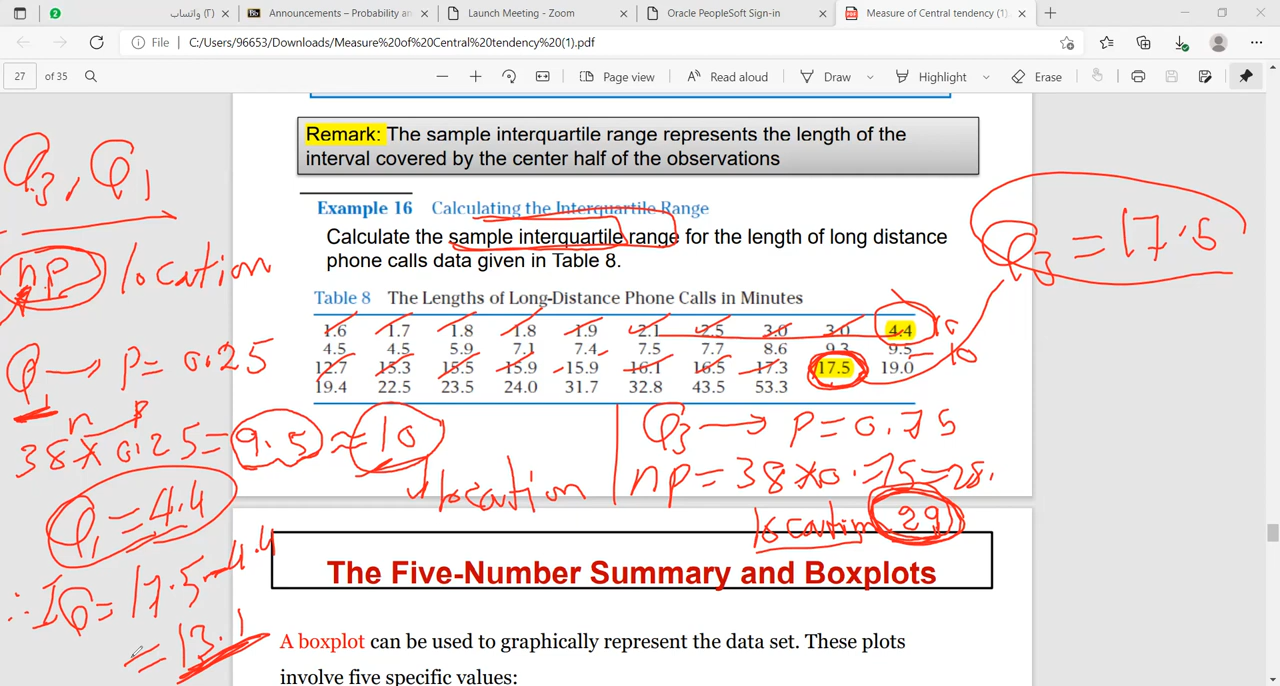 (٢) واتساب
Announcements – Probability an
Launch Meeting - Zoom
Oracle PeopleSoft Sign-in
Measure of Central tendency (1).
File C:/Users/96653/Downloads/Measure%20of%20Central%20tendency%20(1).pdf
27 of 35 Page view Read aloud Draw Highlight Erase
Remark: The sample interquartile range represents the length of the
interval covered by the center half of the observations
Example 16 Calculating the Interquartile Range
Calculate the sample interquartile range for the length of long distance
phone calls data given in Table 8.
Table 8 The Lengths of Long-Distance Phone Calls in Minutes
1.6 1.7 1.8 1.8 1.9 2.1 2.5 3.0 3.0 4.4
4.5 4.5 5.9 7.1 7.4 7.5 7.7 8.6 9.3 9.5
12.7 15.3 15.5 15.9 15.9 16.1 16.5 17.3 17.5 19.0
19.4 22.5 23.5 24.0 31.7 32.8 43.5 53.3
Q3, Q1
np location
Q1 → P = 0.25
n P
38 * 0.25 = 9.5 ≈ 10
location
Q1 = 4.4
∴ IQ = 17.5 - 4.4
= 13.1
Q3 → P = 0.75
np = 38 * 0.75 = 28.
location 29
Q3 = 17.5
10
The Five-Number Summary and Boxplots
A boxplot can be used to graphically represent the data set. These plots
involve five specific values: